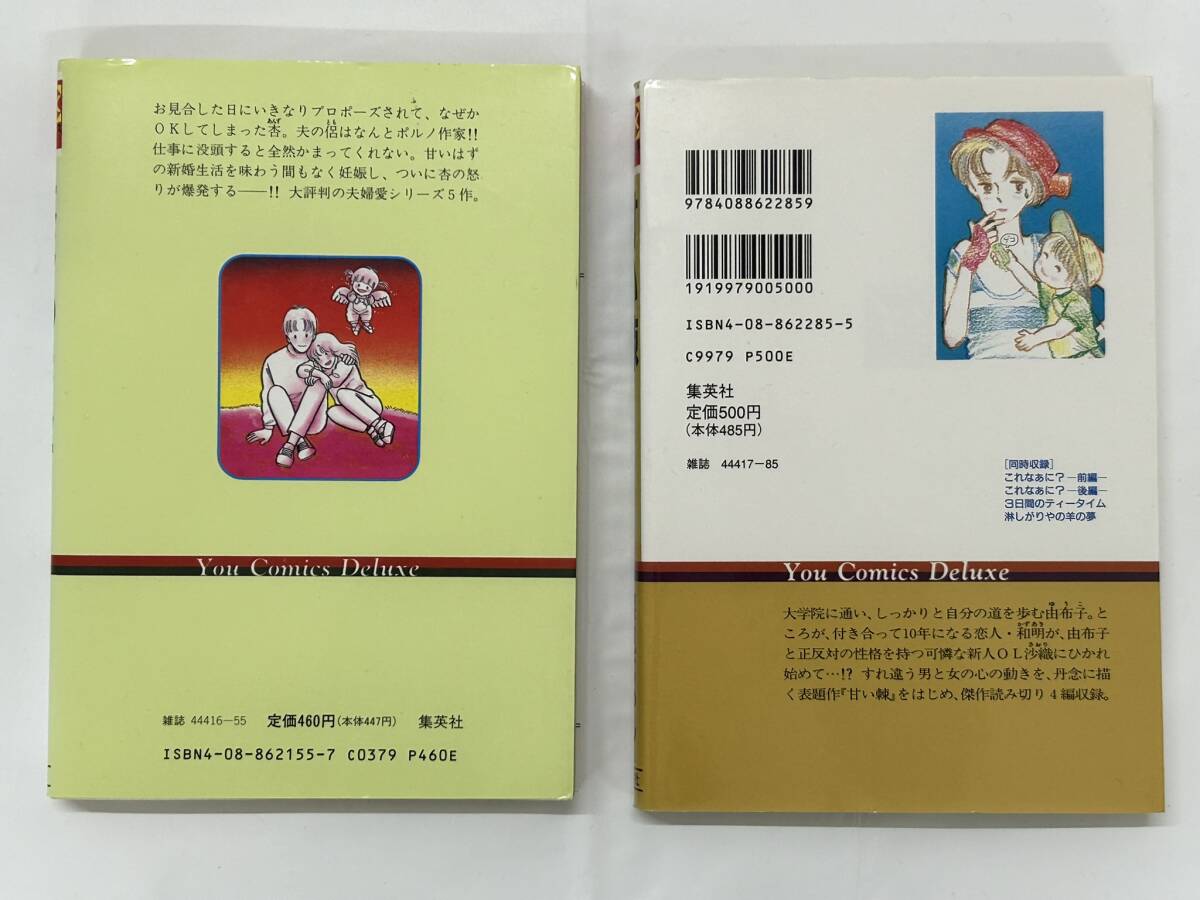 お見合した日にいきなりプロポーズされて、なぜか
OKしてしまった杏。夫の侶はなんとポルノ作家!!
仕事に没頭すると全然かまってくれない。甘いはず
の新婚生活を味わう間もなく妊娠し、ついに杏の怒
りが爆発する——!! 大評判の夫婦愛シリーズ5作。
You Comics Deluxe
雑誌 44416-55 定価460円(本体447円) 集英社
ISBN4-08-862155-7 C0379 P460E
9784088622859
1919979005000
ISBN4-08-862285-5
C9979 P500E
集英社
定価500円
(本体485円)
雑誌 44417-85
[同時収録]
これなぁに?—前編—
これなぁに?—後編—
3日間のティータイム
淋しがりやの羊の夢
You Comics Deluxe
大学院に通い、しっかりと自分の道を歩む由布子。と
ころが、付き合って10年になる恋人・和明が、由布子
と正反対の性格を持つ可憐な新人OL沙織にひかれ
始めて…!? すれ違う男と女の心の動きを、丹念に描
く表題作『甘い棘』をはじめ、傑作読み切り4編収録。